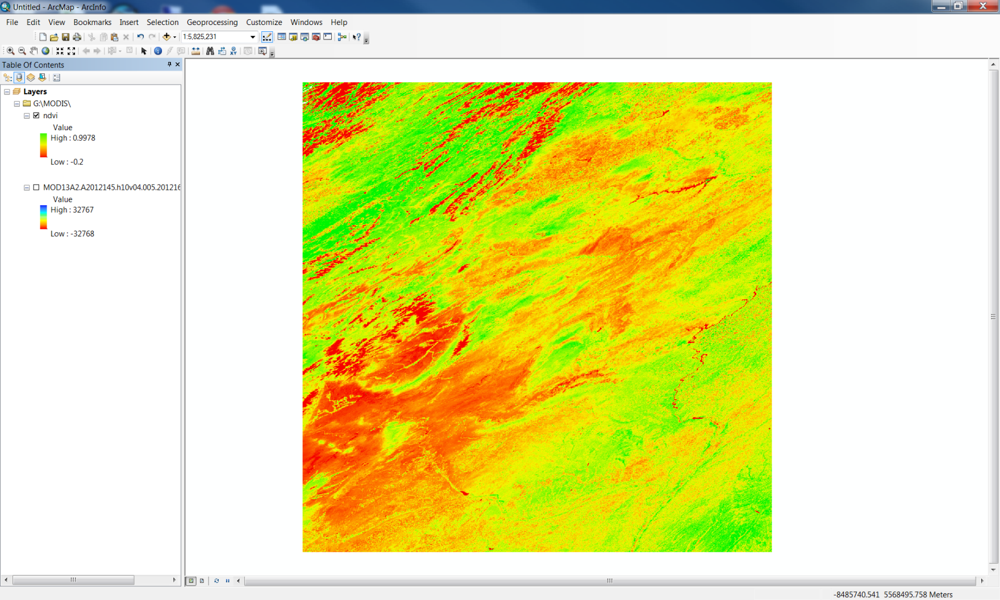 Untitled - ArcMap - ArcInfo
File Edit View Bookmarks Insert Selection Geoprocessing Customize Windows Help
1:5,825,231
Table Of Contents
Layers
G:\MODIS\
ndvi
Value
High : 0.9978
Low : -0.2
MOD13A2.A2012145.h10v04.005.201216
Value
High : 32767
Low : -32768
-8485740.541 5568495.758 Meters